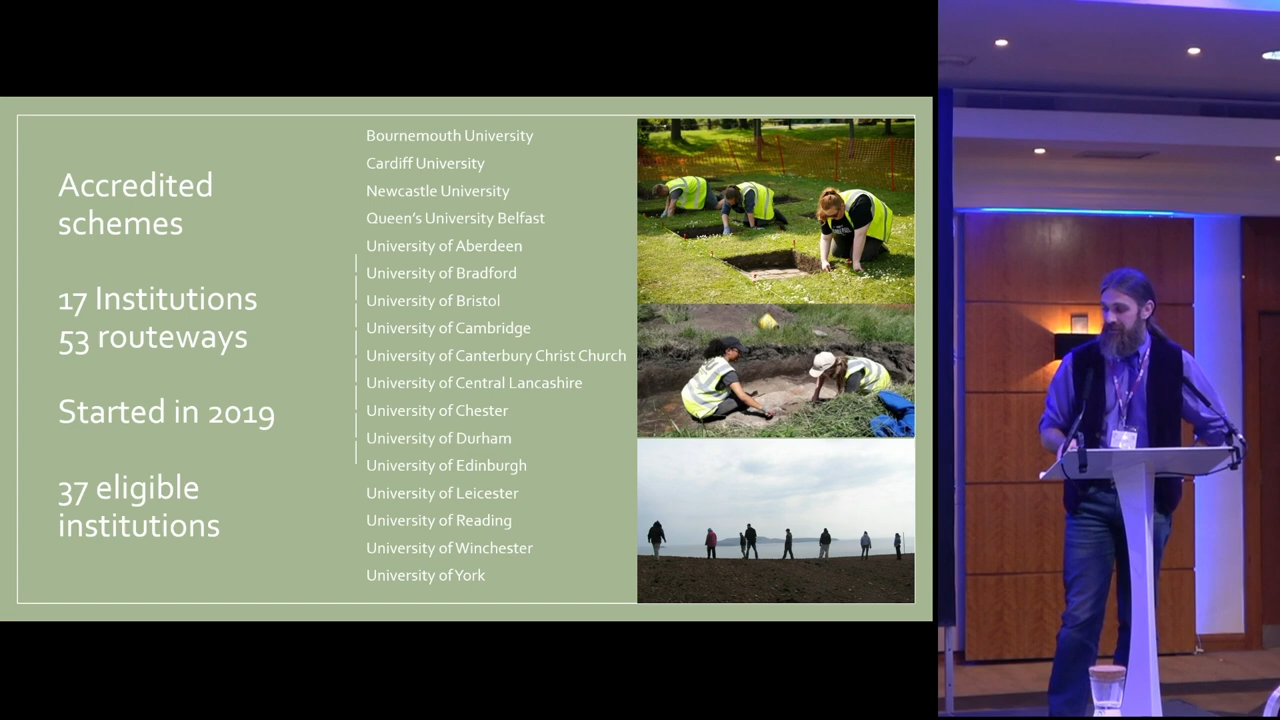 Accredited
schemes
17 Institutions
53 routeways
Started in 2019
37 eligible
institutions
Bournemouth University
Cardiff University
Newcastle University
Queen's University Belfast
University of Aberdeen
University of Bradford
University of Bristol
University of Cambridge
University of Canterbury Christ Church
University of Central Lancashire
University of Chester
University of Durham
University of Edinburgh
University of Leicester
University of Reading
University of Winchester
University of York